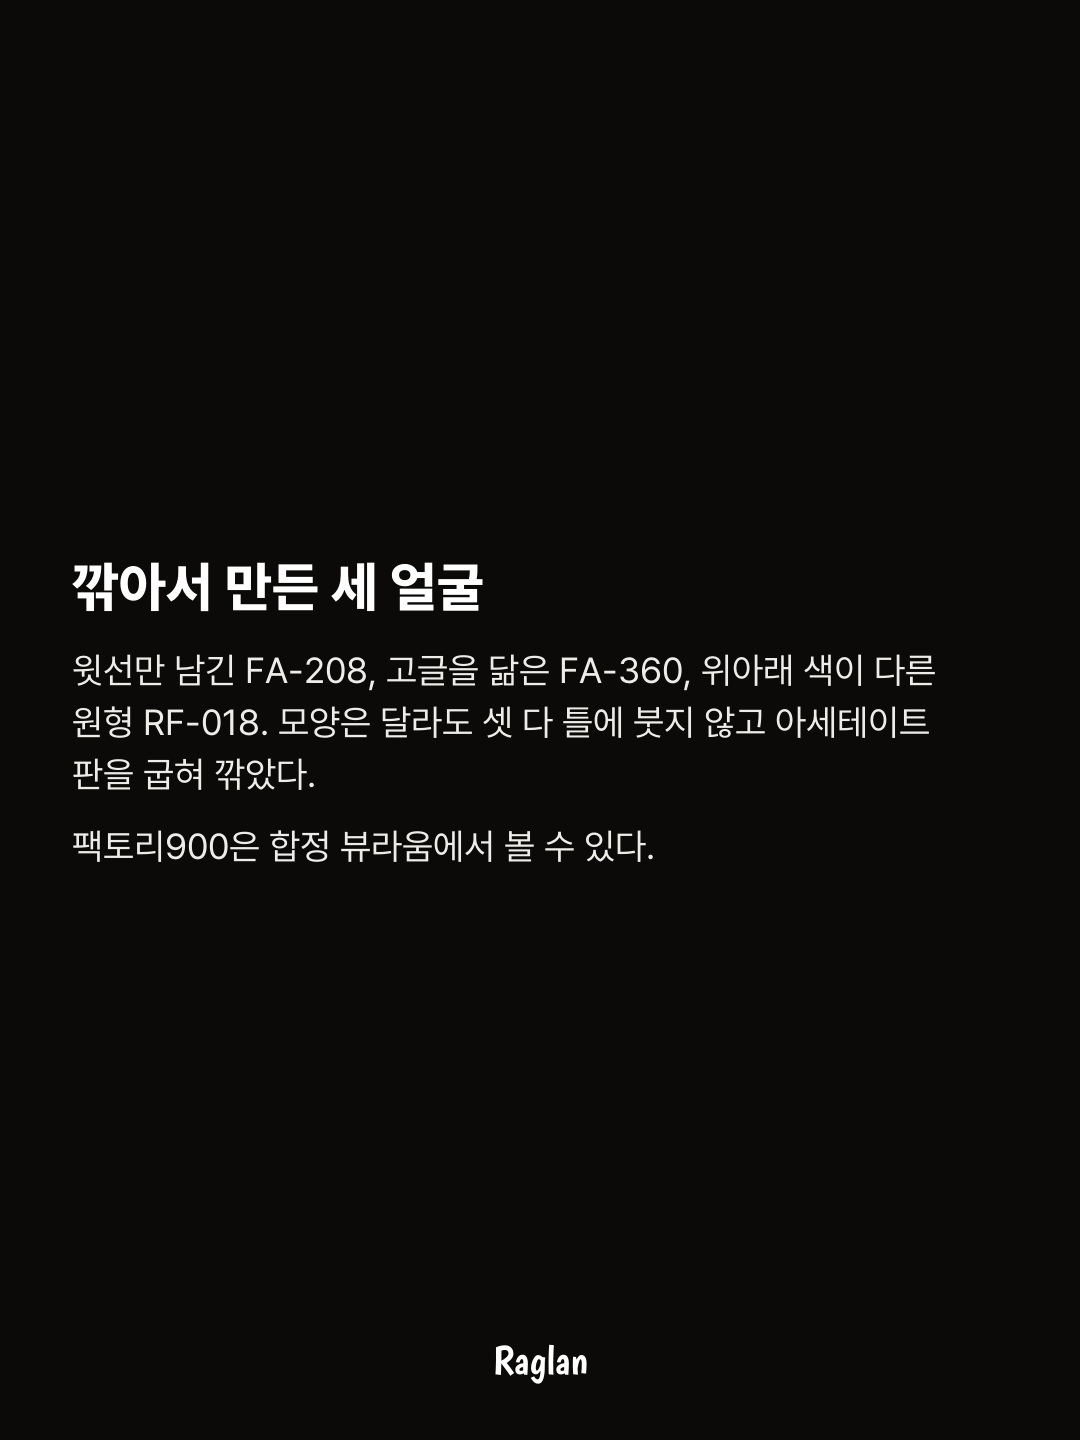 깎아서 만든 세 얼굴
윗선만 남긴 FA-208, 고글을 닮은 FA-360, 위아래 색이 다른
원형 RF-018. 모양은 달라도 셋 다 틀에 붓지 않고 아세테이트
판을 굽혀 깎았다.
팩토리900은 합정 뷰라움에서 볼 수 있다.
Raglan